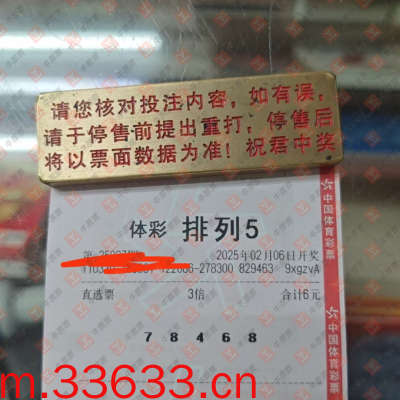 请您核对投注内容，如有误，
请于停售前提出重打，停售后
将以票面数据为准！祝君中奖
体彩 排列5
2025年02月06日开奖
122086-278300 829463 9xgzvA
直选票 3倍 合计6元
7 8 4 6 8
中国体育彩票
中国体育彩票
m.33633.cn